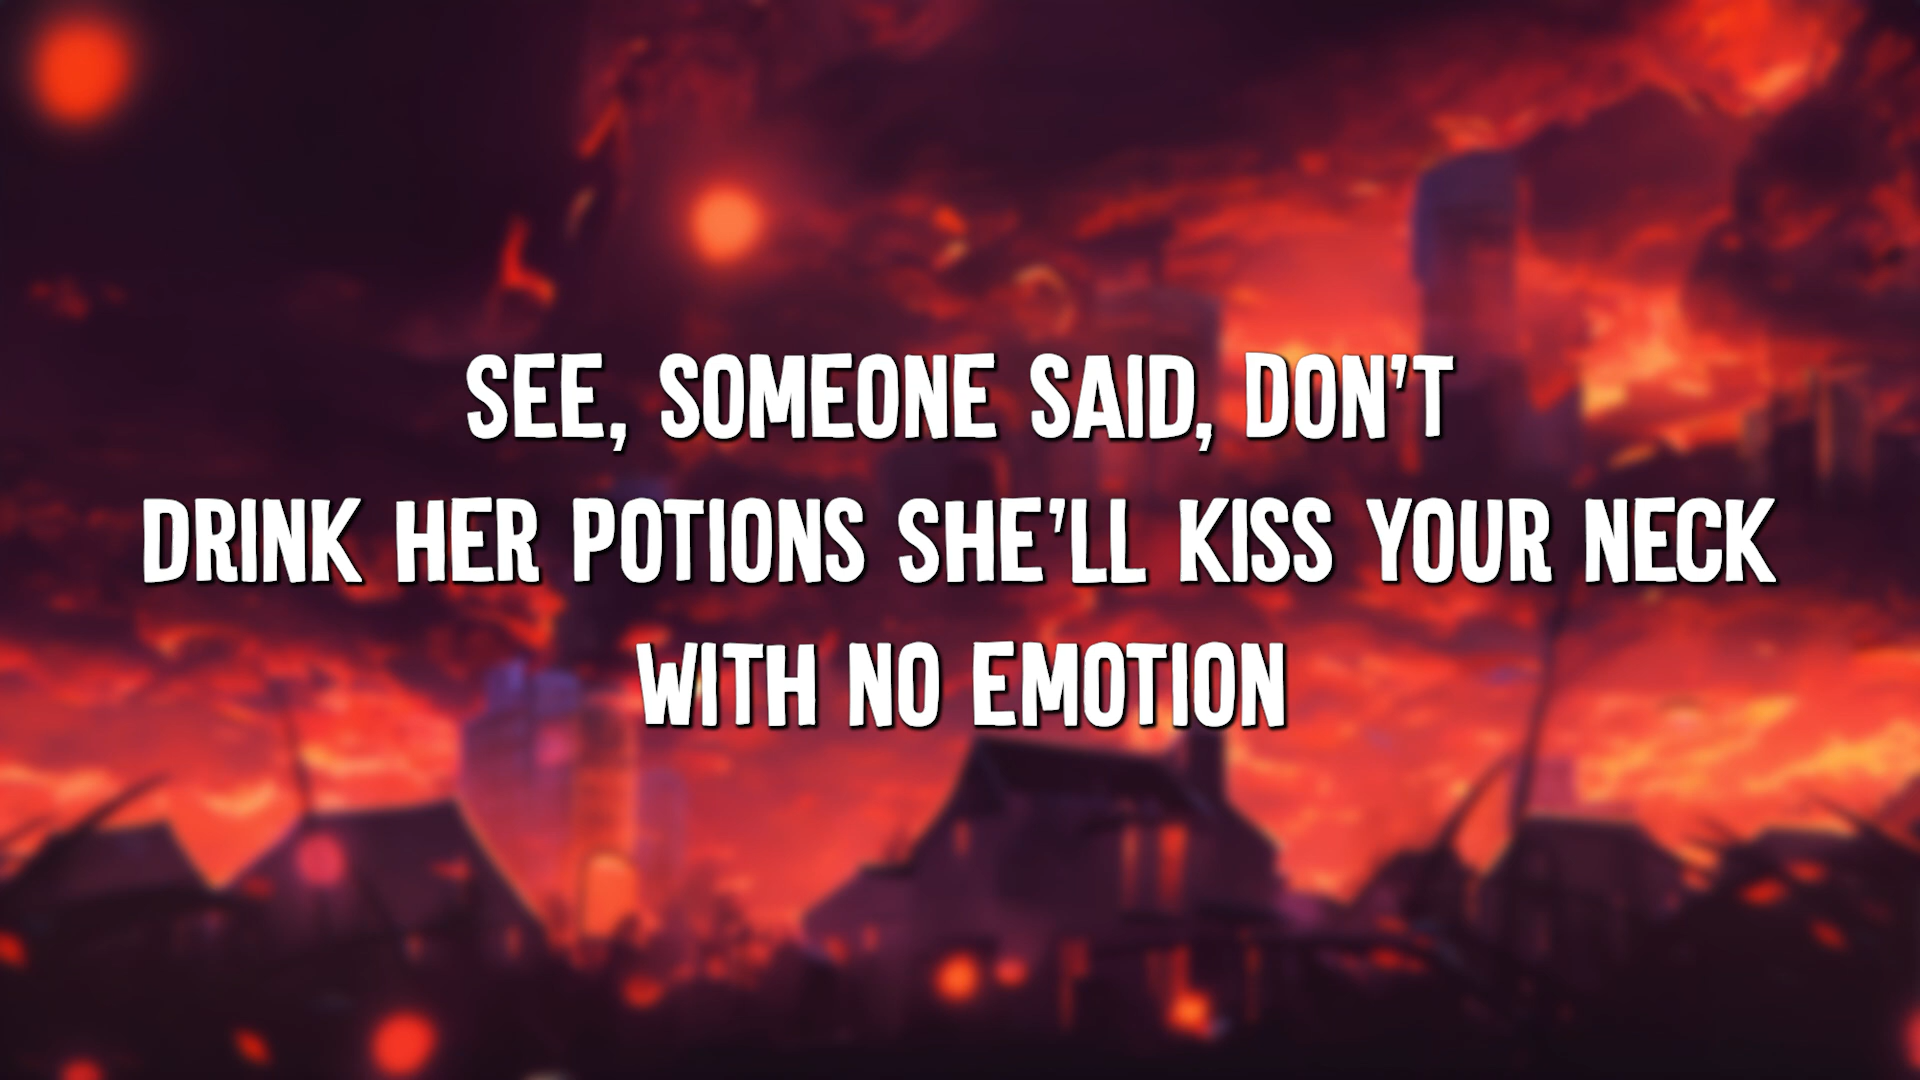 SEE, SOMEONE SAID, DON'T
DRINK HER POTIONS SHE'LL KISS YOUR NECK
WITH NO EMOTION